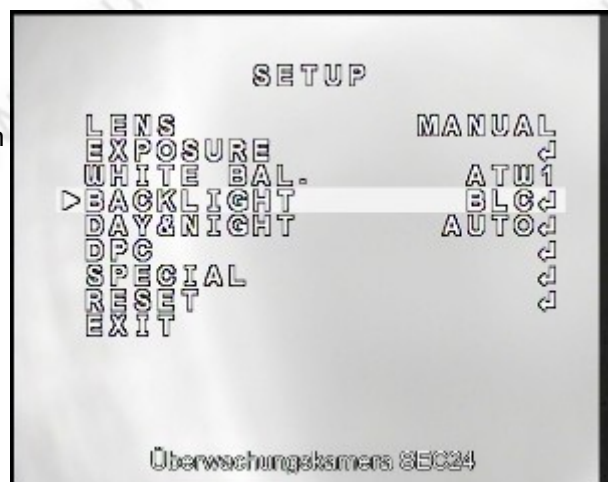 SETUP
LENS MANUAL
EXPOSURE ↲
WHITE BAL. ATW1
▷BACKLIGHT BLC↲
DAY&NIGHT AUTO↲
DPC ↲
SPECIAL ↲
RESET ↲
EXIT
Überwachungskamera SEC24